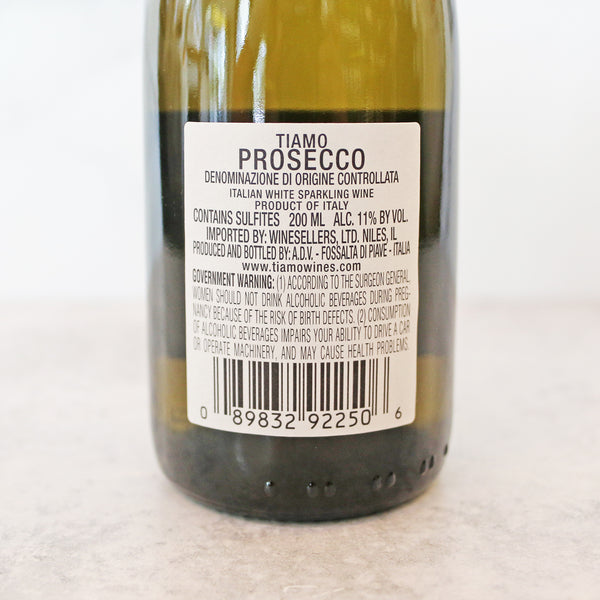 TIAMO
PROSECCO
DENOMINAZIONE DI ORIGINE CONTROLLATA
ITALIAN WHITE SPARKLING WINE
PRODUCT OF ITALY
CONTAINS SULFITES 200 ML ALC. 11% BY VOL.
IMPORTED BY: WINESELLERS, LTD. NILES, IL
PRODUCED AND BOTTLED BY: A.D.V. - FOSSALTA DI PIAVE - ITALIA
www.tiamowines.com
GOVERNMENT WARNING: (1) ACCORDING TO THE SURGEON GENERAL,
WOMEN SHOULD NOT DRINK ALCOHOLIC BEVERAGES DURING PREG-
NANCY BECAUSE OF THE RISK OF BIRTH DEFECTS. (2) CONSUMPTION
OF ALCOHOLIC BEVERAGES IMPAIRS YOUR ABILITY TO DRIVE A CAR
OR OPERATE MACHINERY, AND MAY CAUSE HEALTH PROBLEMS.
0 89832 92250 6